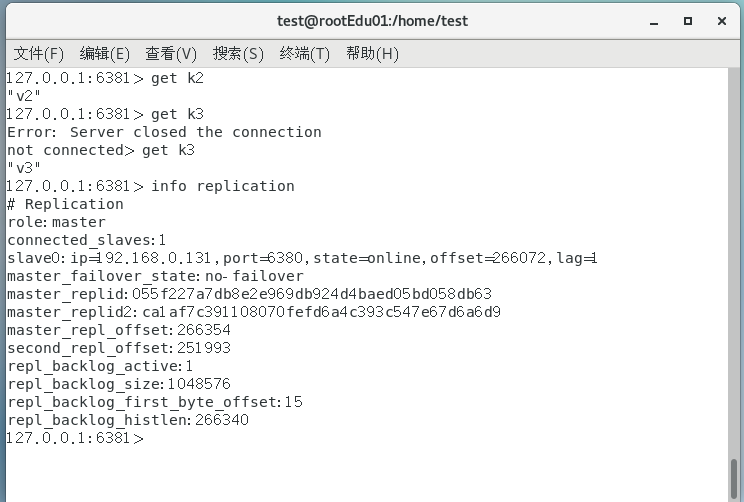 test@rootEdu01:/home/test
文件(F) 编辑(E) 查看(V) 搜索(S) 终端(T) 帮助(H)
127.0.0.1:6381> get k2
"v2"
127.0.0.1:6381> get k3
Error: Server closed the connection
not connected> get k3
"v3"
127.0.0.1:6381> info replication
# Replication
role:master
connected_slaves:1
slave0:ip=192.168.0.131,port=6380,state=online,offset=266072,lag=1
master_failover_state:no-failover
master_replid:055f227a7db8e2e969db924d4baed05bd058db63
master_replid2:ca1af7c391108070fefd6a4c393c547e67d6a6d9
master_repl_offset:266354
second_repl_offset:251993
repl_backlog_active:1
repl_backlog_size:1048576
repl_backlog_first_byte_offset:15
repl_backlog_histlen:266340
127.0.0.1:6381>